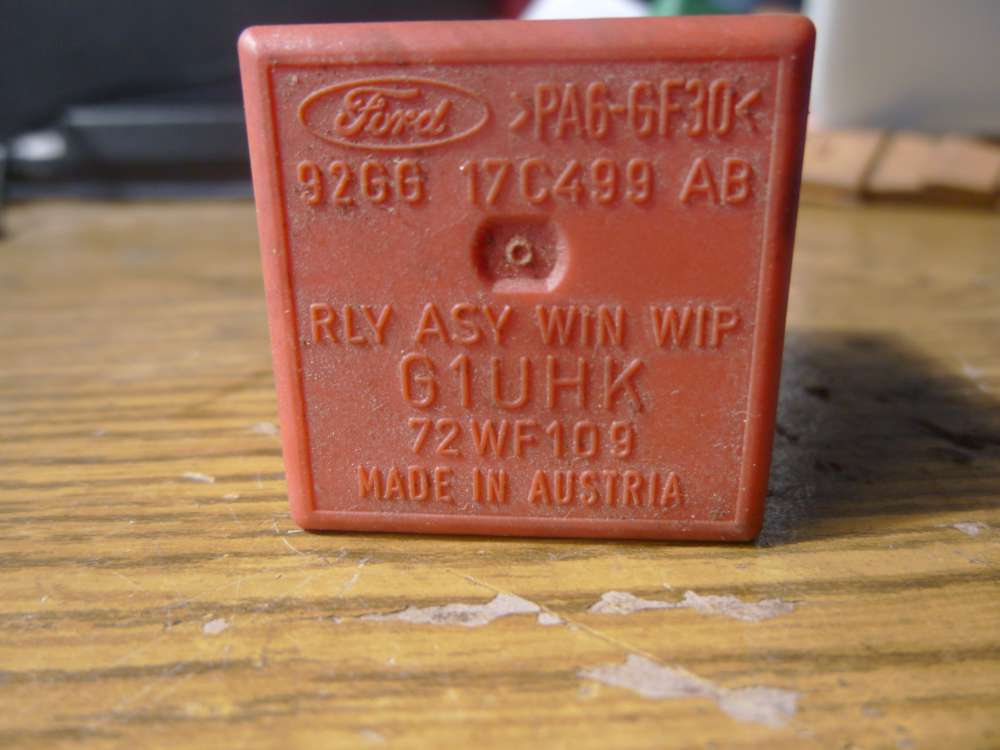 Ford >PA6-GF30<
92GG 17C499 AB
RLY ASY WIN WIP
G1UHK
72WF109
MADE IN AUSTRIA